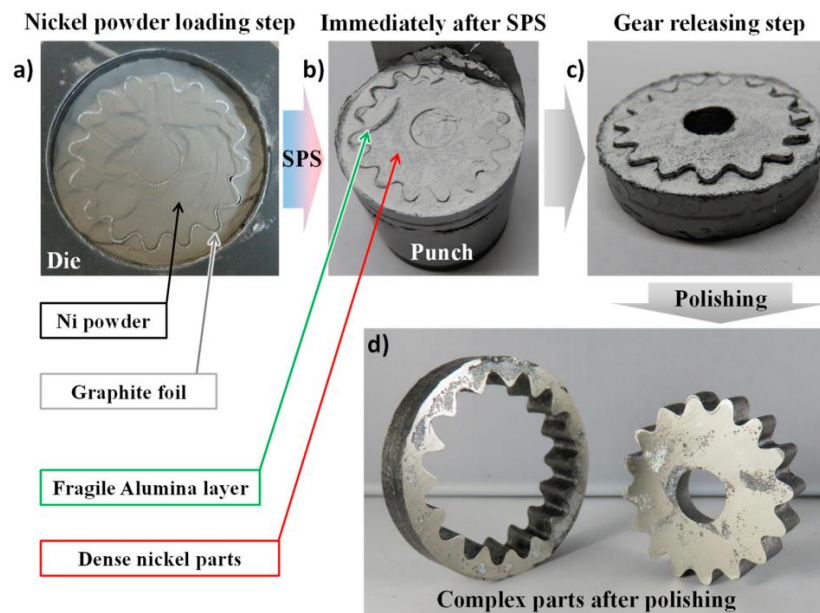 Nickel powder loading step
Immediately after SPS
Gear releasing step
a)
b)
c)
SPS
Die
Punch
Ni powder
Polishing
Graphite foil
d)
Fragile Alumina layer
Dense nickel parts
Complex parts after polishing